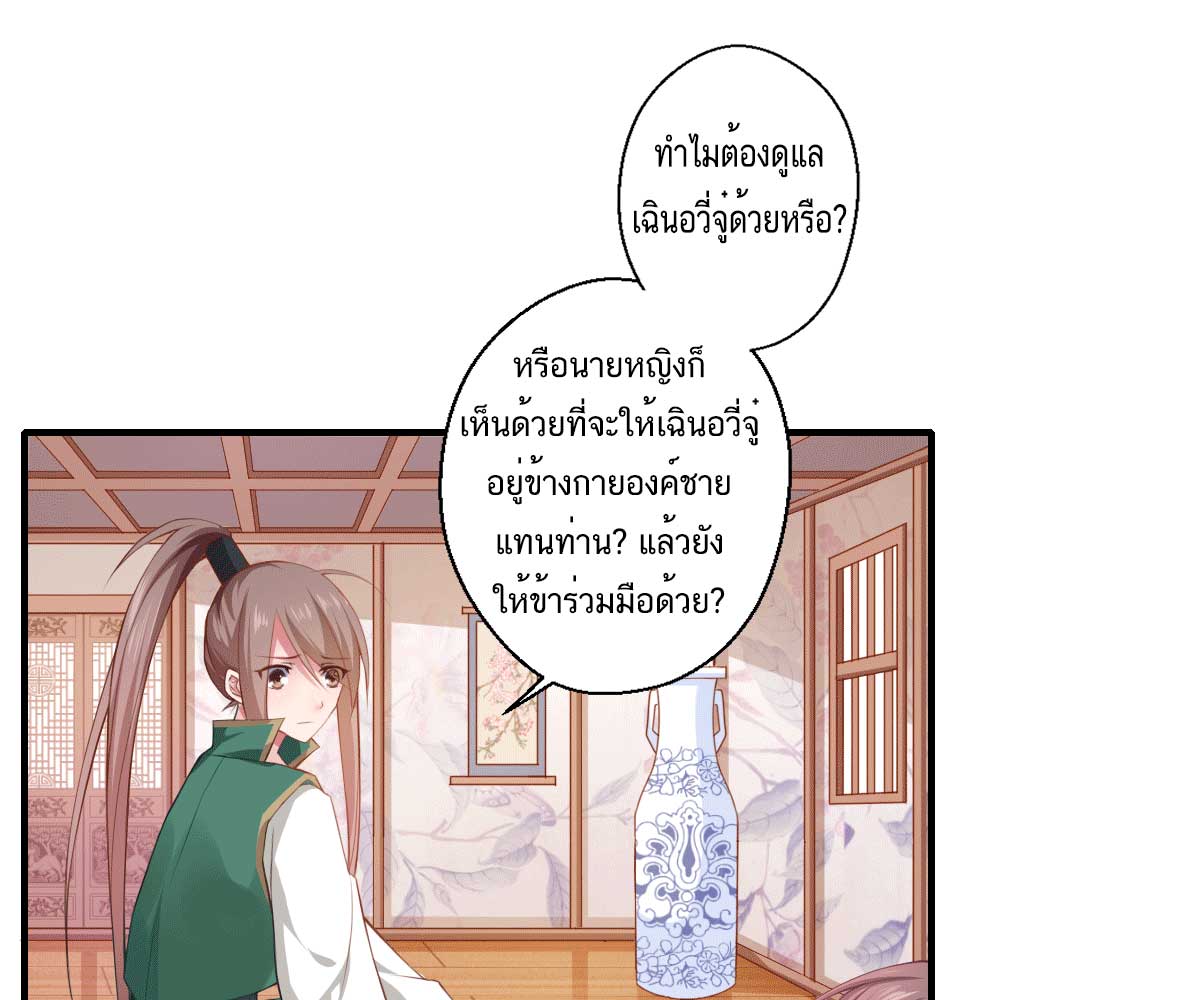 ทำไมต้องดูแล
เฉินอวี่จู๋ด้วยหรือ?
หรือนายหญิงก็
เห็นด้วยที่จะให้เฉินอวี่จู๋
อยู่ข้างกายองค์ชาย
แทนท่าน? แล้วยัง
ให้ข้าร่วมมือด้วย?